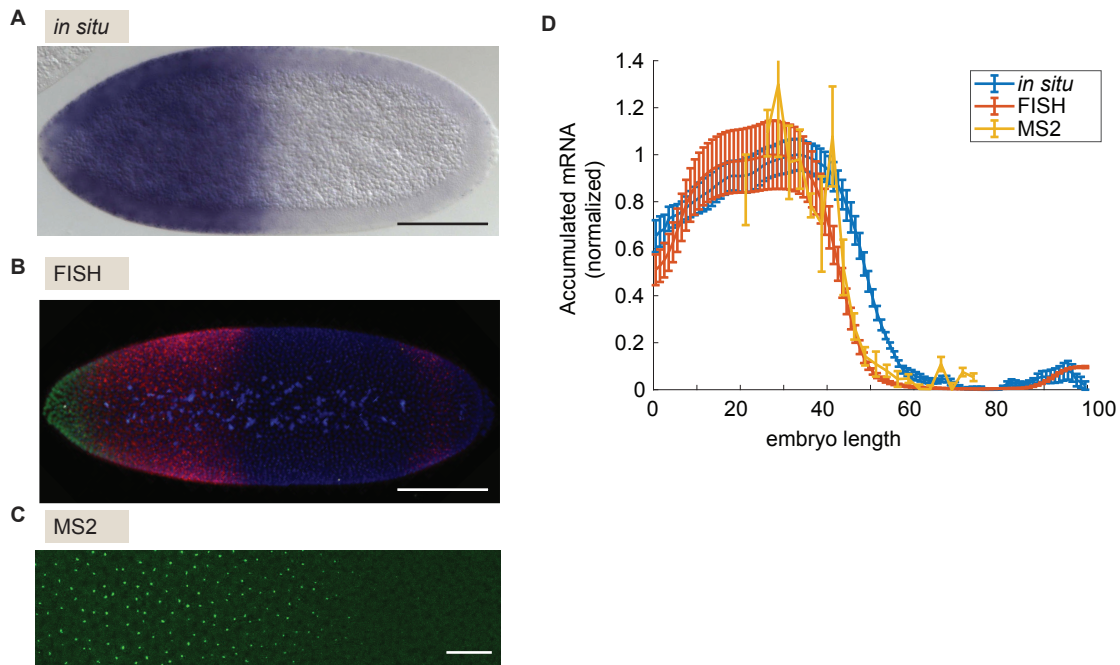 A
in situ
B
FISH
C
MS2
D
Accumulated mRNA
(normalized)
1.4
1.2
1
0.8
0.6
0.4
0.2
0
0 20 40 60 80 100
embryo length
in situ
FISH
MS2